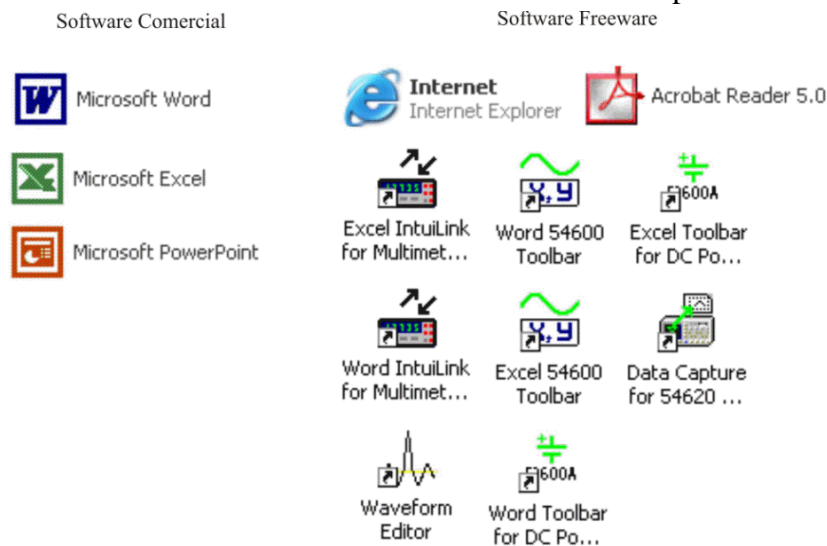 Software Comercial
Software Freeware
Microsoft Word
Internet
Internet Explorer
Acrobat Reader 5.0
Microsoft Excel
Excel IntuiLink
for Multimet...
Word 54600
Toolbar
Excel Toolbar
for DC Po...
Microsoft PowerPoint
Word IntuiLink
for Multimet...
Excel 54600
Toolbar
Data Capture
for 54620 ...
Waveform
Editor
Word Toolbar
for DC Po...